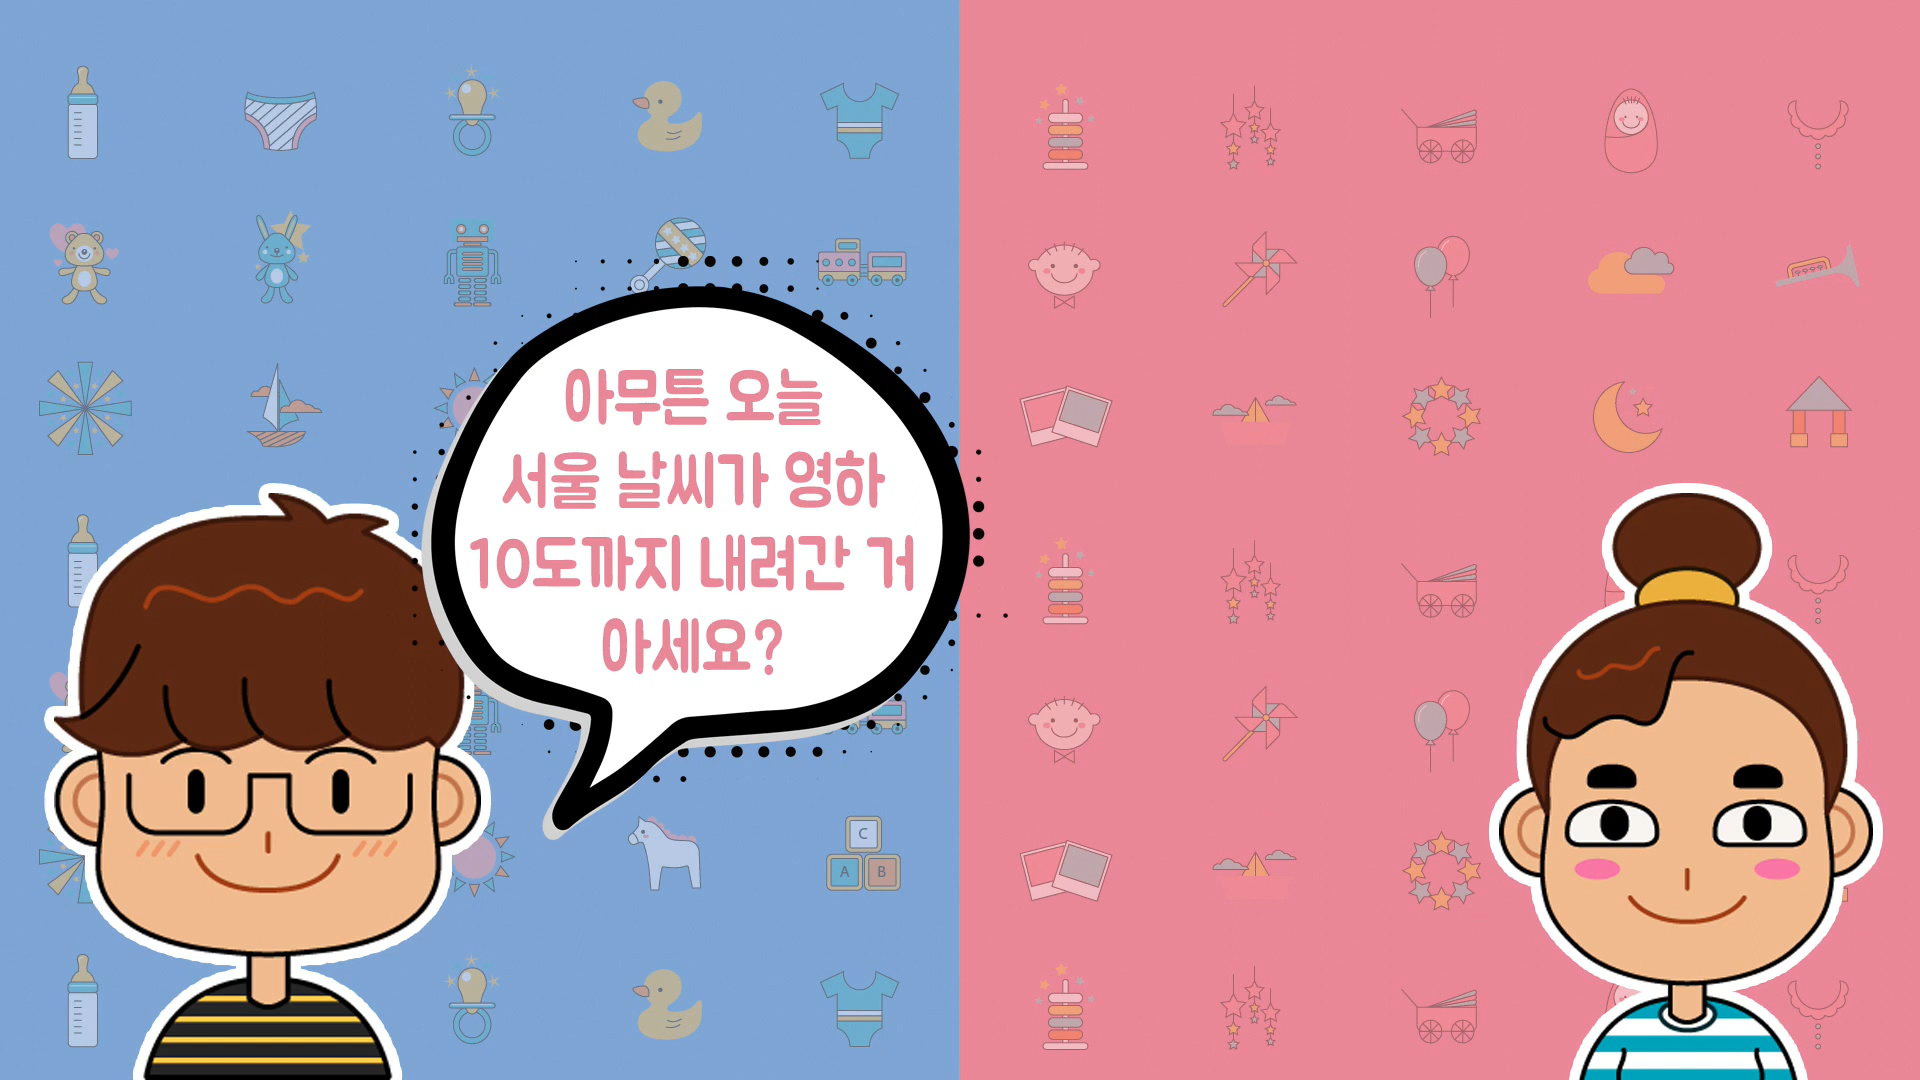 아무튼 오늘
서울 날씨가 영하
10도까지 내려간 거
아세요?
C
A B